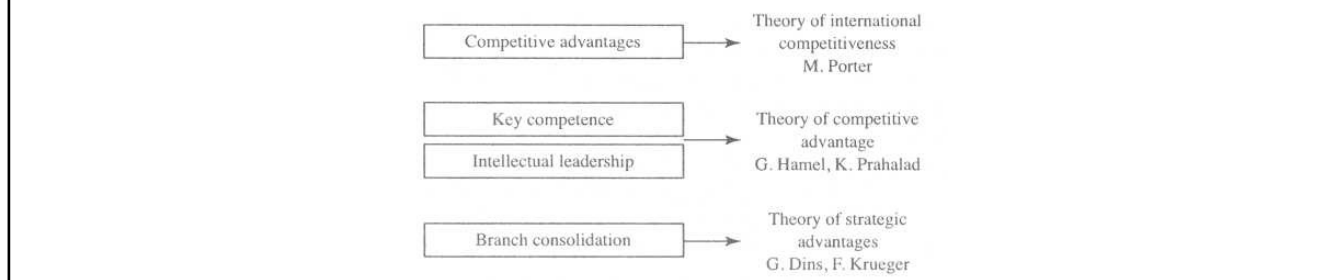 Competitive advantages
Theory of international
competitiveness
M. Porter
Key competence
Intellectual leadership
Theory of competitive
advantage
G. Hamel, K. Prahalad
Branch consolidation
Theory of strategic
advantages
G. Dins, F. Krueger